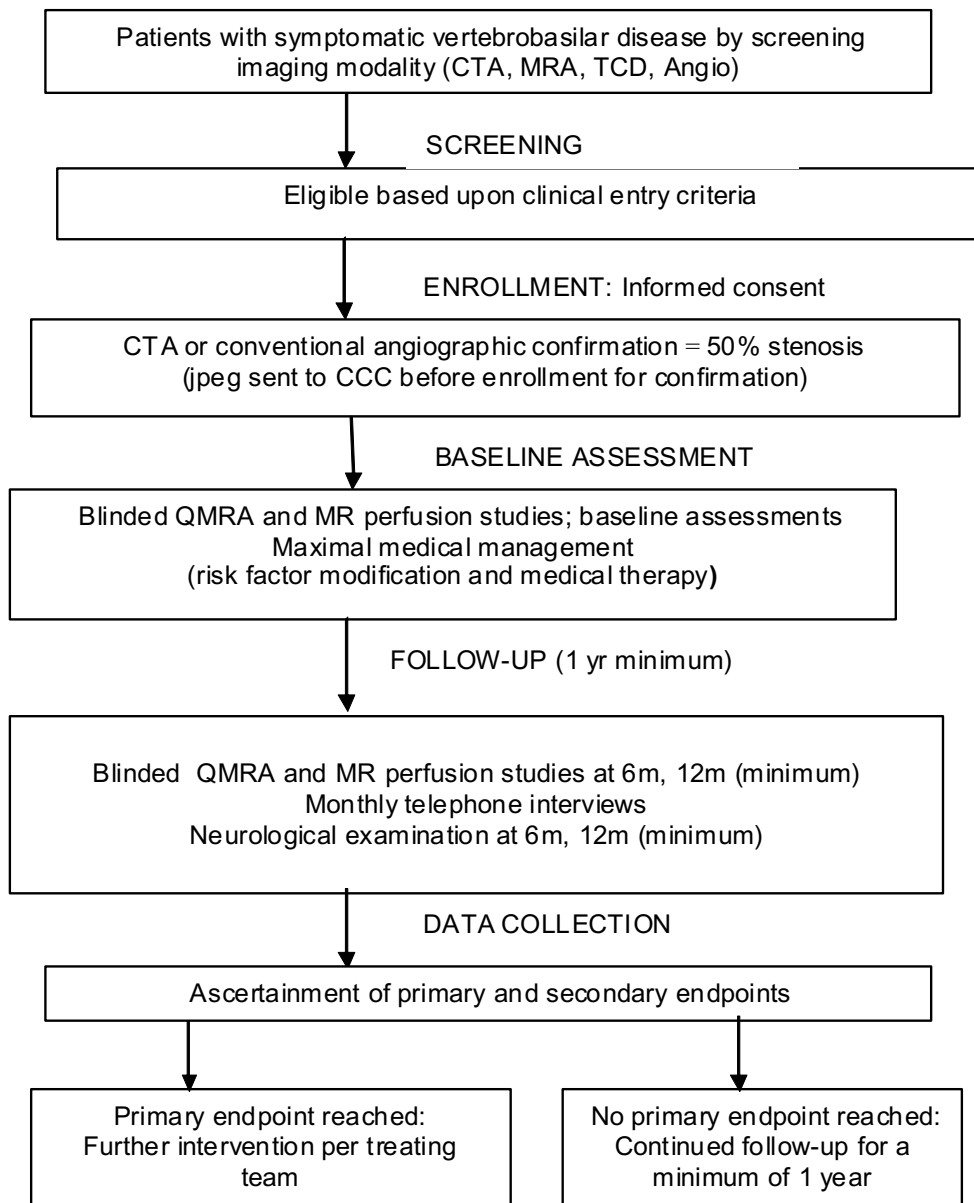 Patients with symptomatic vertebrobasilar disease by screening
imaging modality (CTA, MRA, TCD, Angio)
SCREENING
Eligible based upon clinical entry criteria
ENROLLMENT: Informed consent
CTA or conventional angiographic confirmation = 50% stenosis
(jpeg sent to CCC before enrollment for confirmation)
BASELINE ASSESSMENT
Blinded QMRA and MR perfusion studies; baseline assessments
Maximal medical management
(risk factor modification and medical therapy)
FOLLOW-UP (1 yr minimum)
Blinded QMRA and MR perfusion studies at 6m, 12m (minimum)
Monthly telephone interviews
Neurological examination at 6m, 12m (minimum)
DATA COLLECTION
Ascertainment of primary and secondary endpoints
Primary endpoint reached:
Further intervention per treating
team
No primary endpoint reached:
Continued follow-up for a
minimum of 1 year